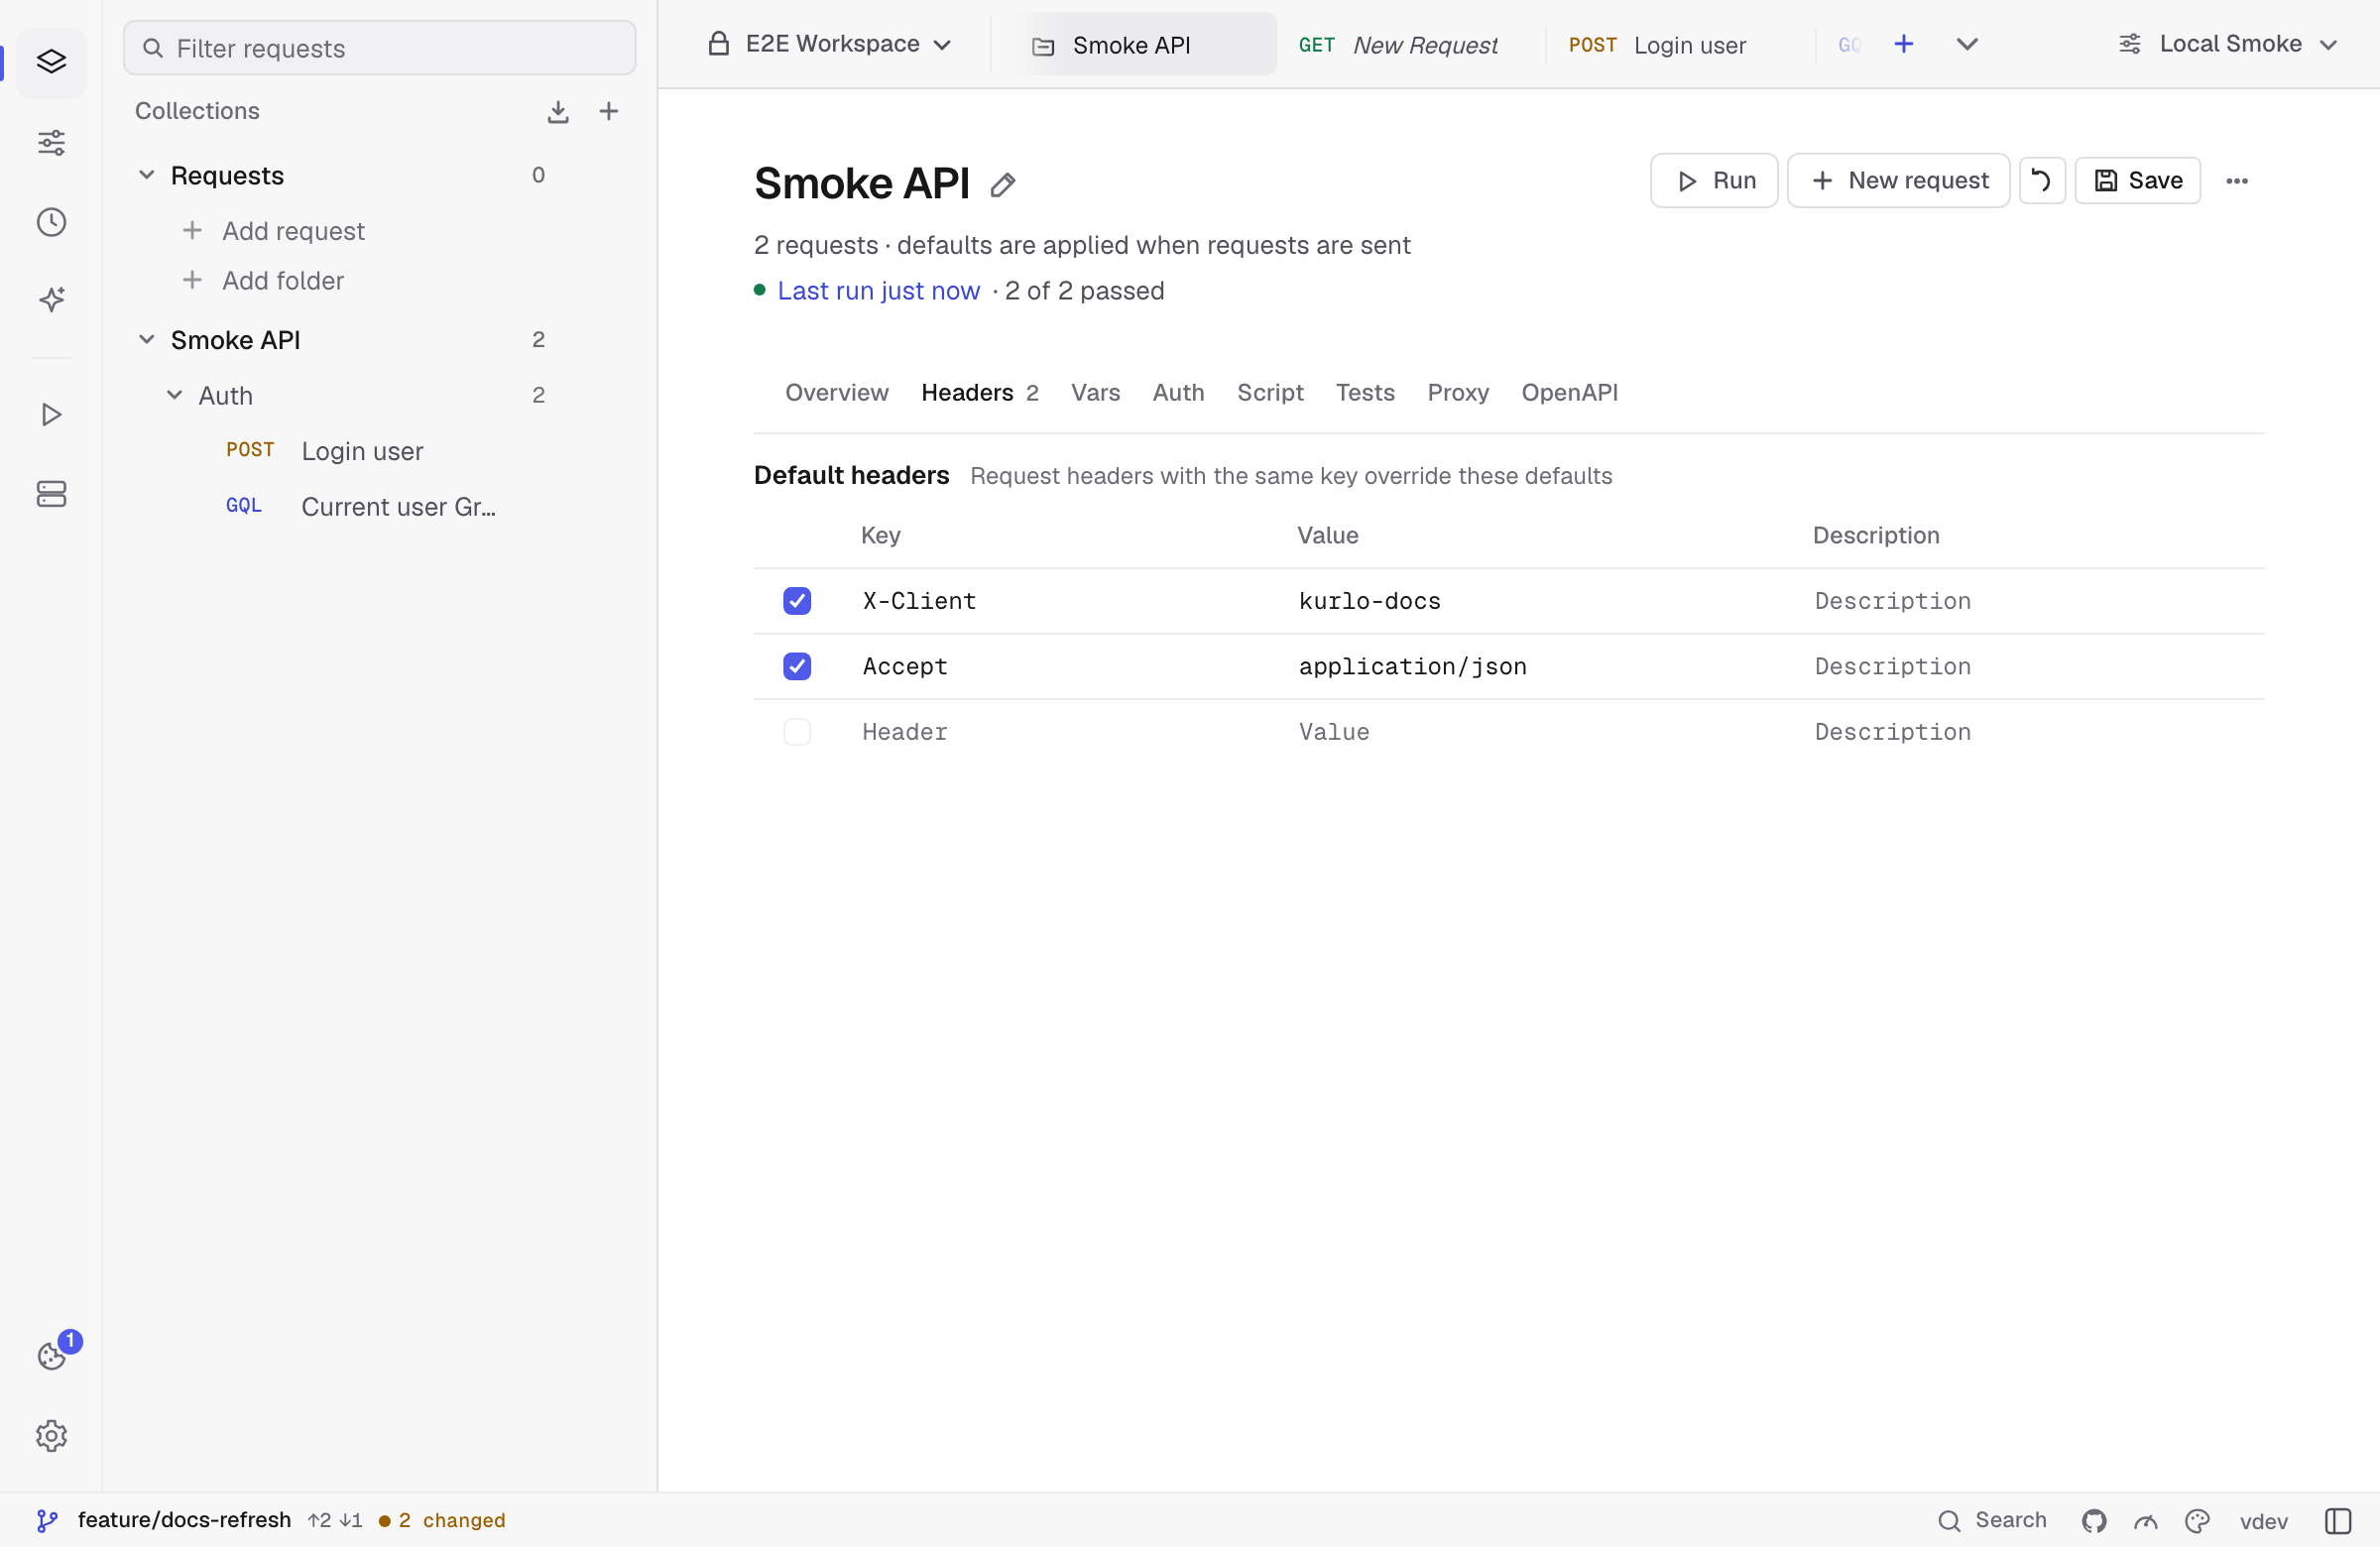 Filter requests
Collections
Requests 0
Add request
Add folder
Smoke API 2
Auth 2
POST Login user
GQL Current user Gr...
1
E2E Workspace
Smoke API
GET New Request
POST Login user
GQ
Local Smoke
Smoke API
Run
New request
Save
2 requests · defaults are applied when requests are sent
Last run just now · 2 of 2 passed
Overview Headers 2 Vars Auth Script Tests Proxy OpenAPI
Default headers Request headers with the same key override these defaults
Key Value Description
X-Client kurlo-docs Description
Accept application/json Description
Header Value Description
feature/docs-refresh ↑2 ↓1 2 changed
Search
vdev